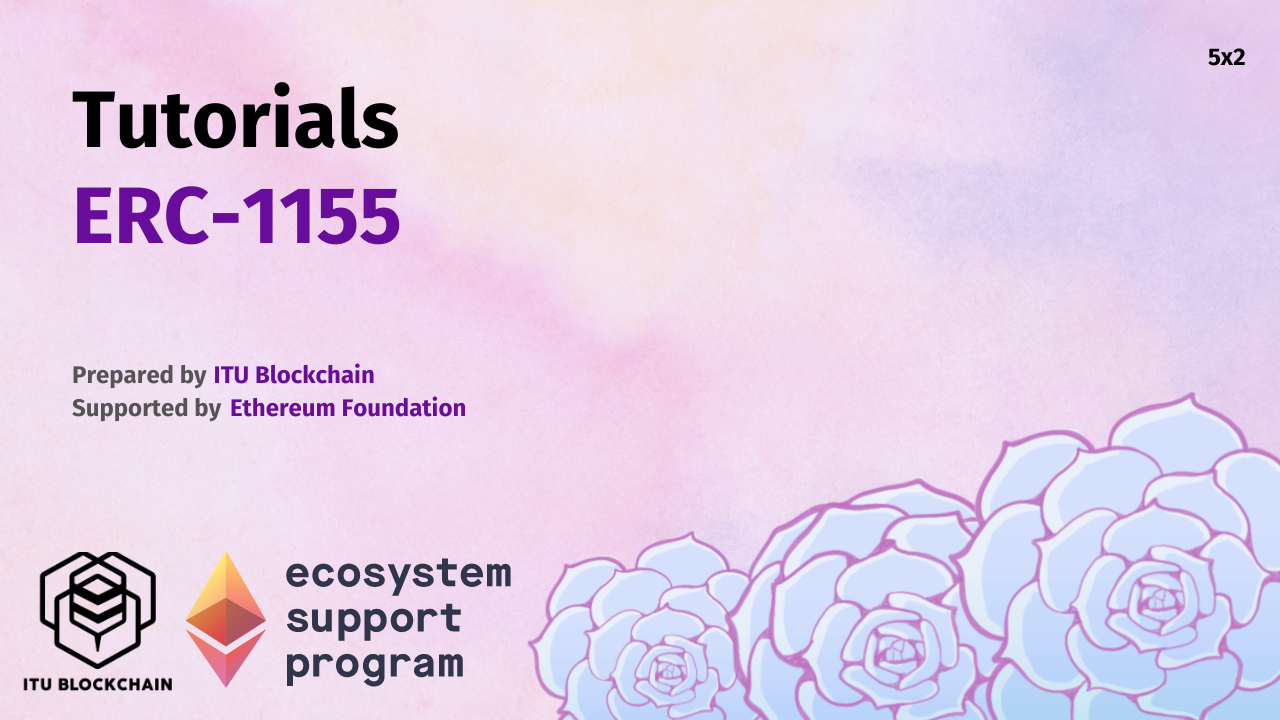 5x2
Tutorials
ERC-1155
Prepared by ITU Blockchain
Supported by Ethereum Foundation
ITU BLOCKCHAIN
ecosystem
support
program